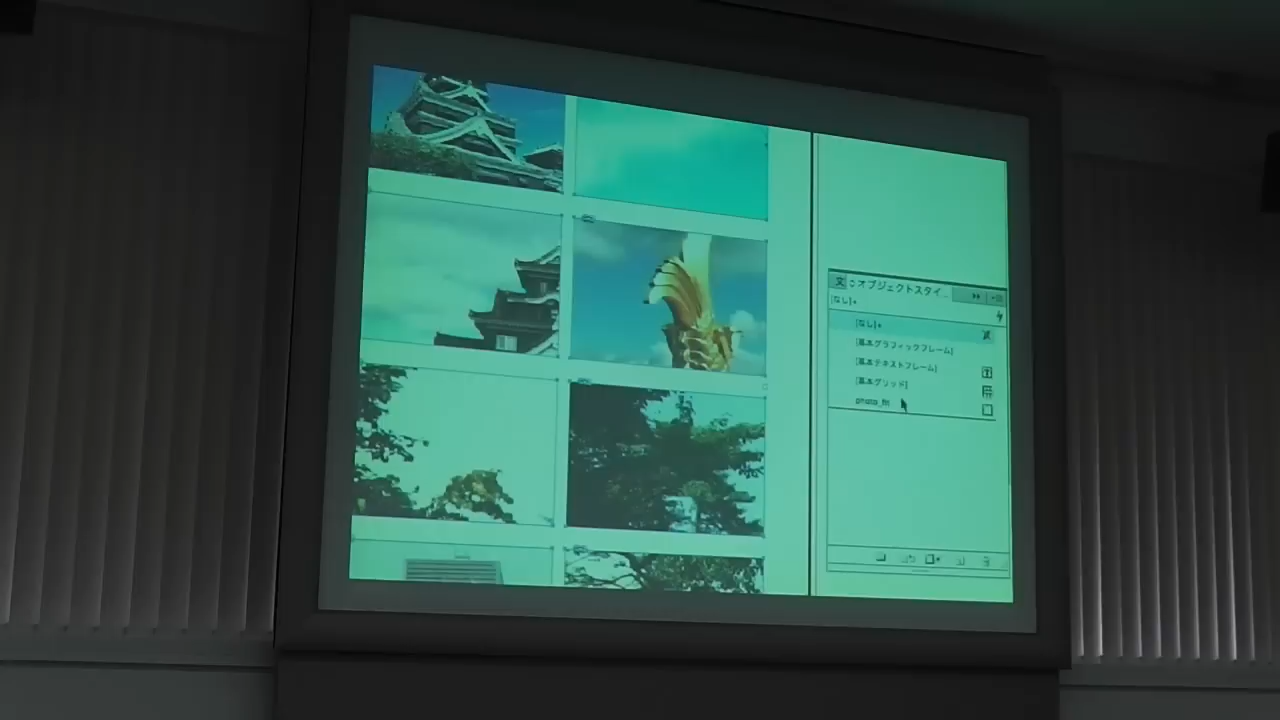 オブジェクトスタイ...
[なし]+
[なし]+
[基本グラフィックフレーム]
[基本テキストフレーム]
[基本グリッド]
photo_fit